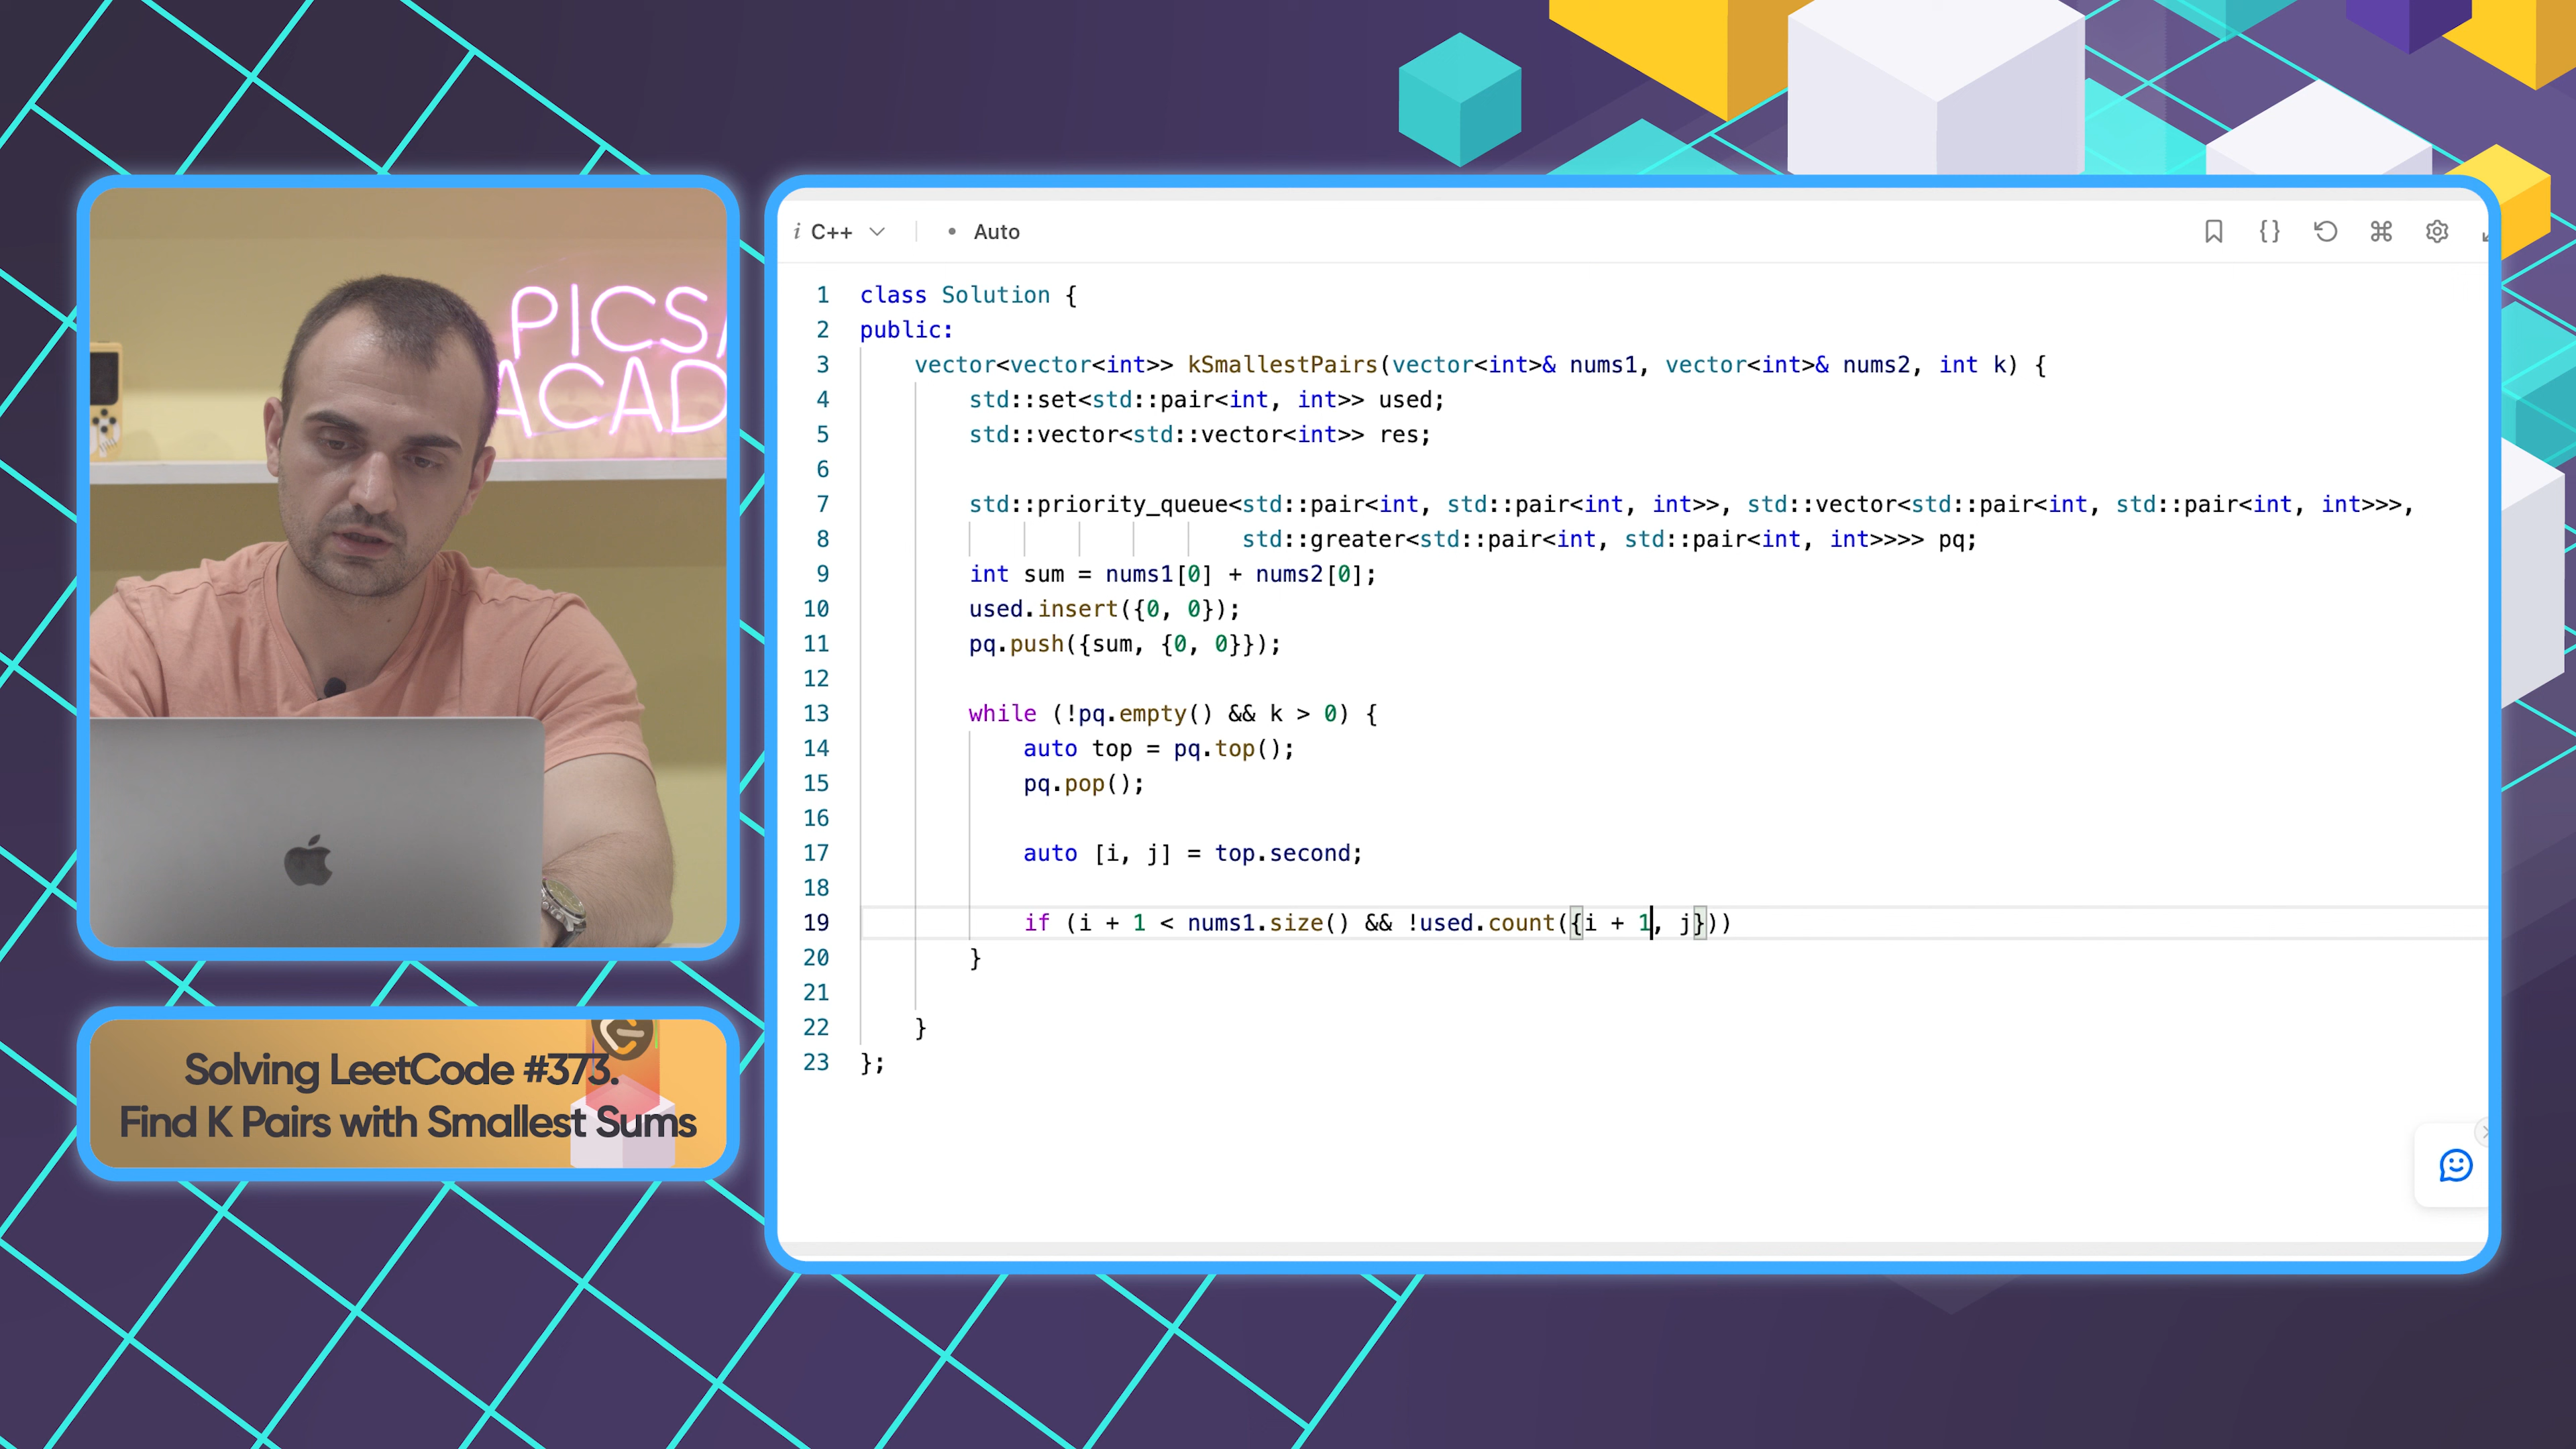 PICSA
ACAD
Solving LeetCode #373.
Find K Pairs with Smallest Sums
i C++ • Auto
1 class Solution {
2 public:
3 vector<vector<int>> kSmallestPairs(vector<int>& nums1, vector<int>& nums2, int k) {
4 std::set<std::pair<int, int>> used;
5 std::vector<std::vector<int>> res;
6
7 std::priority_queue<std::pair<int, std::pair<int, int>>, std::vector<std::pair<int, std::pair<int, int>>>,
8 std::greater<std::pair<int, std::pair<int, int>>>> pq;
9 int sum = nums1[0] + nums2[0];
10 used.insert({0, 0});
11 pq.push({sum, {0, 0}});
12
13 while (!pq.empty() && k > 0) {
14 auto top = pq.top();
15 pq.pop();
16
17 auto [i, j] = top.second;
18
19 if (i + 1 < nums1.size() && !used.count({i + 1, j}))
20 }
21
22 }
23 };